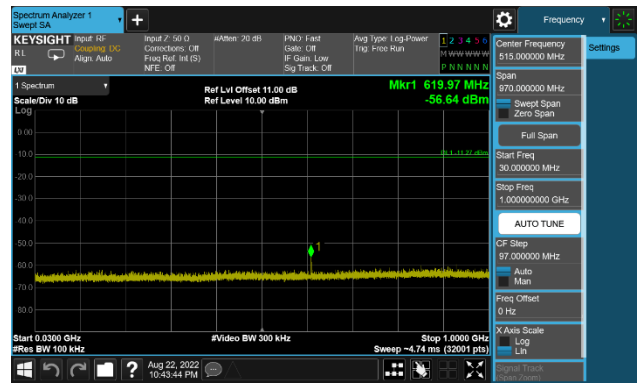 Spectrum Analyzer 1
Swept SA
Frequency
KEYSIGHT
R L
Input: RF
Coupling: DC
Align: Auto
Input Z: 50 Ω
Corrections: Off
Freq Ref: Int (S)
NFE: Off
#Atten: 20 dB
PNO: Fast
Gate: Off
IF Gain: Low
Sig Track: Off
Avg Type: Log-Power
Trig: Free Run
1 2 3 4 5 6
M W W W W W
P N N N N N
LXI
1 Spectrum
Scale/Div 10 dB
Log
Ref Lvl Offset 11.00 dB
Ref Level 10.00 dBm
Mkr1 619.97 MHz
-56.64 dBm
0.00
-10.0
DL1 -11.27 dBm
-20.0
-30.0
-40.0
-50.0
1
-60.0
-70.0
-80.0
Start 0.0300 GHz
#Res BW 100 kHz
#Video BW 300 kHz
Stop 1.0000 GHz
Sweep ~4.74 ms (32001 pts)
Aug 22, 2022
10:43:44 PM
Center Frequency
515.000000 MHz
Settings
Span
970.000000 MHz
Swept Span
Zero Span
Full Span
Start Freq
30.000000 MHz
Stop Freq
1.000000000 GHz
AUTO TUNE
CF Step
97.000000 MHz
Auto
Man
Freq Offset
0 Hz
X Axis Scale
Log
Lin
Signal Track
(Span Zoom)